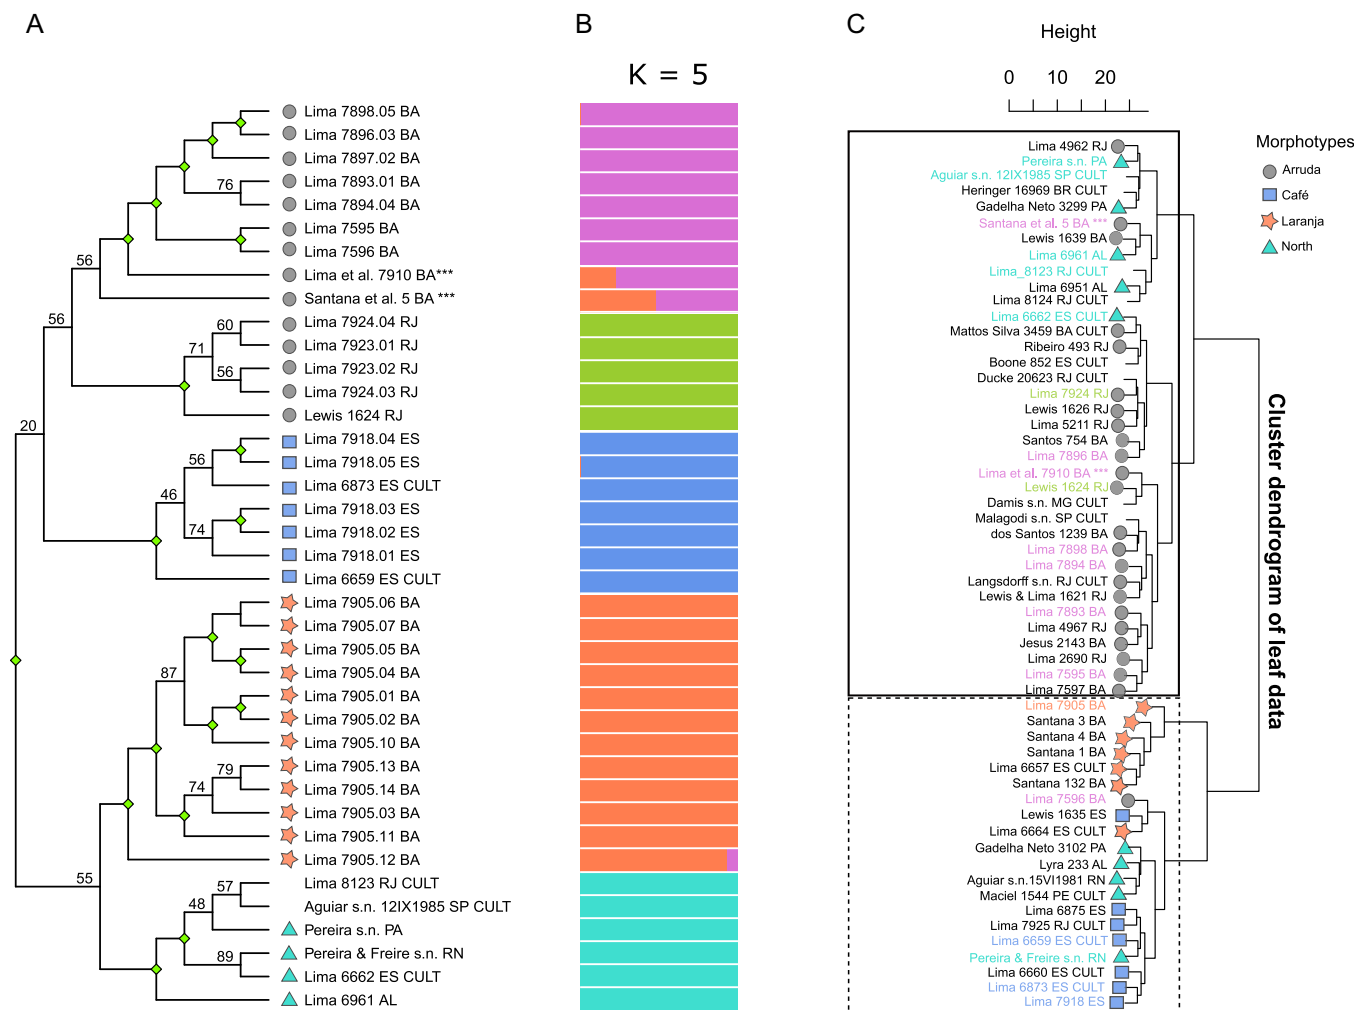 A
B
C
K = 5
Height
0 10 20
Morphotypes
Arruda
Café
Laranja
North
Cluster dendrogram of leaf data
Lima 7898.05 BA
Lima 7896.03 BA
Lima 7897.02 BA
76
Lima 7893.01 BA
Lima 7894.04 BA
Lima 7595 BA
Lima 7596 BA
56
Lima et al. 7910 BA***
Santana et al. 5 BA ***
56
60
Lima 7924.04 RJ
71
Lima 7923.01 RJ
56
Lima 7923.02 RJ
Lima 7924.03 RJ
Lewis 1624 RJ
20
Lima 7918.04 ES
56
Lima 7918.05 ES
Lima 6873 ES CULT
46
Lima 7918.03 ES
74
Lima 7918.02 ES
Lima 7918.01 ES
Lima 6659 ES CULT
Lima 7905.06 BA
Lima 7905.07 BA
Lima 7905.05 BA
87
Lima 7905.04 BA
Lima 7905.01 BA
Lima 7905.02 BA
Lima 7905.10 BA
79
Lima 7905.13 BA
74
Lima 7905.14 BA
Lima 7905.03 BA
Lima 7905.11 BA
Lima 7905.12 BA
55
57
Lima 8123 RJ CULT
48
Aguiar s.n. 12IX1985 SP CULT
Pereira s.n. PA
89
Pereira & Freire s.n. RN
Lima 6662 ES CULT
Lima 6961 AL
Lima 4962 RJ
Pereira s.n. PA
Aguiar s.n. 12IX1985 SP CULT
Heringer 16969 BR CULT
Gadelha Neto 3299 PA
Santana et al. 5 BA ***
Lewis 1639 BA
Lima 6961 AL
Lima_8123 RJ CULT
Lima 6951 AL
Lima 8124 RJ CULT
Lima 6662 ES CULT
Mattos Silva 3459 BA CULT
Ribeiro 493 RJ
Boone 852 ES CULT
Ducke 20623 RJ CULT
Lima 7924 RJ
Lewis 1626 RJ
Lima 5211 RJ
Santos 754 BA
Lima 7896 BA
Lima et al. 7910 BA ***
Lewis 1624 RJ
Damis s.n. MG CULT
Malagodi s.n. SP CULT
dos Santos 1239 BA
Lima 7898 BA
Lima 7894 BA
Langsdorff s.n. RJ CULT
Lewis & Lima 1621 RJ
Lima 7893 BA
Lima 4967 RJ
Jesus 2143 BA
Lima 2690 RJ
Lima 7595 BA
Lima 7597 BA
Lima 7905 BA
Santana 3 BA
Santana 4 BA
Santana 1 BA
Lima 6657 ES CULT
Santana 132 BA
Lima 7596 BA
Lewis 1635 ES
Lima 6664 ES CULT
Gadelha Neto 3102 PA
Lyra 233 AL
Aguiar s.n.15VI1981 RN
Maciel 1544 PE CULT
Lima 6875 ES
Lima 7925 RJ CULT
Lima 6659 ES CULT
Pereira & Freire s.n. RN
Lima 6660 ES CULT
Lima 6873 ES CULT
Lima 7918 ES